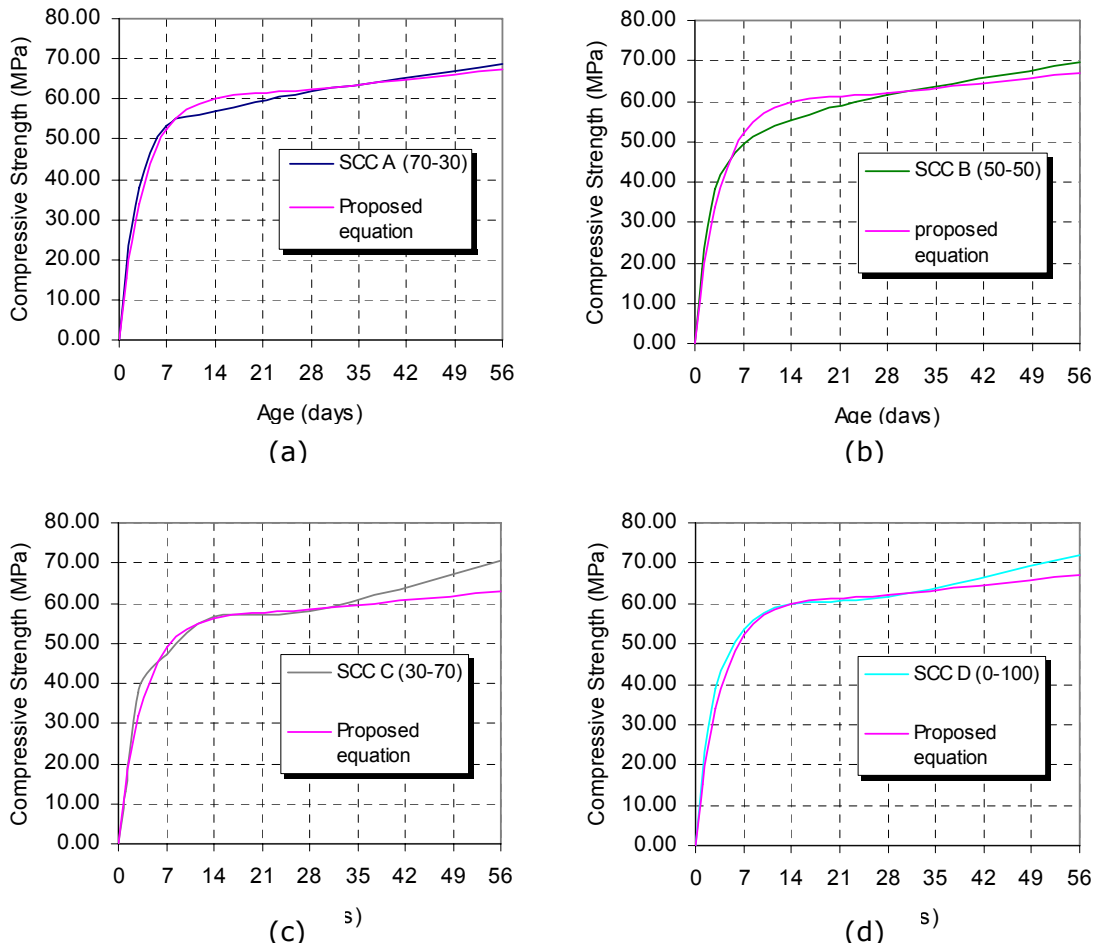 Compressive Strength (MPa)
80.00
70.00
60.00
50.00
40.00
30.00
20.00
10.00
0.00
SCC A (70-30)
Proposed
equation
0 7 14 21 28 35 42 49 56
Age (days)
(a)
Compressive Strength (MPa)
80.00
70.00
60.00
50.00
40.00
30.00
20.00
10.00
0.00
SCC B (50-50)
proposed
equation
0 7 14 21 28 35 42 49 56
Age (days)
(b)
Compressive Strength (MPa)
80.00
70.00
60.00
50.00
40.00
30.00
20.00
10.00
0.00
SCC C (30-70)
Proposed
equation
0 7 14 21 28 35 42 49 56
s)
(c)
Compressive Strength (MPa)
80.00
70.00
60.00
50.00
40.00
30.00
20.00
10.00
0.00
SCC D (0-100)
Proposed
equation
0 7 14 21 28 35 42 49 56
s)
(d)